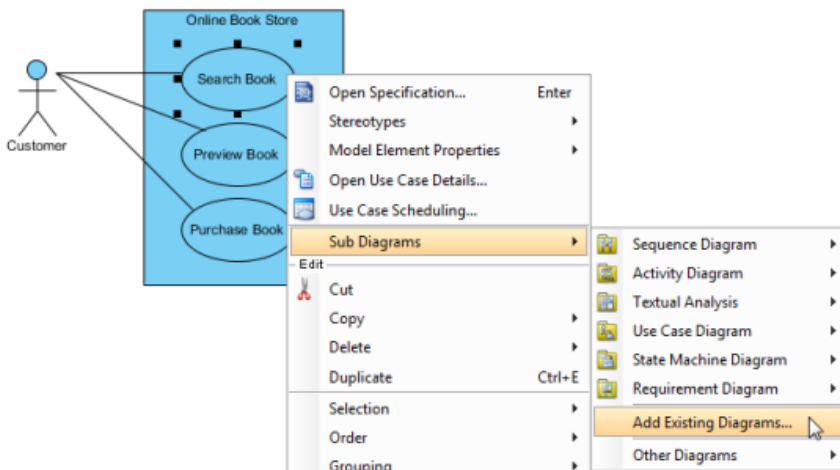 Online Book Store
Search Book
Customer
Preview Book
Purchase Book
Open Specification... Enter
Stereotypes
Model Element Properties
Open Use Case Details...
Use Case Scheduling...
Sub Diagrams
Edit
Cut
Copy
Delete
Duplicate Ctrl+E
Selection
Order
Grouping
Sequence Diagram
Activity Diagram
Textual Analysis
Use Case Diagram
State Machine Diagram
Requirement Diagram
Add Existing Diagrams...
Other Diagrams